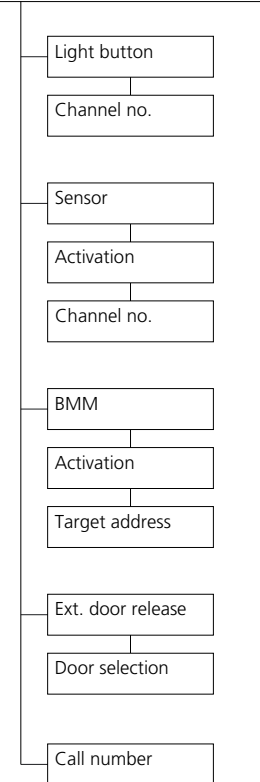 Light button
Channel no.
Sensor
Activation
Channel no.
BMM
Activation
Target address
Ext. door release
Door selection
Call number